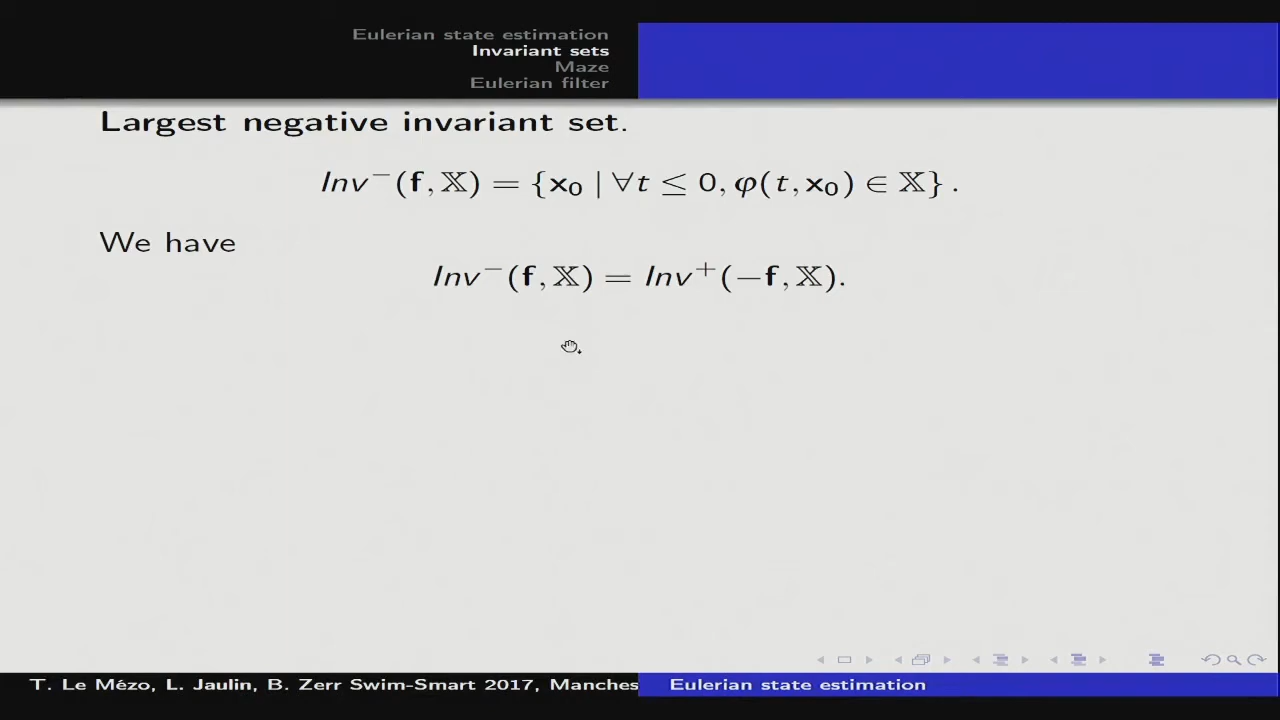 Eulerian state estimation
Invariant sets
Maze
Eulerian filter
Largest negative invariant set.
Inv⁻(f, 𝕏) = {x₀ | ∀t ≤ 0, φ(t, x₀) ∈ 𝕏} .
We have
Inv⁻(f, 𝕏) = Inv⁺(−f, 𝕏).
T. Le Mézo, L. Jaulin, B. Zerr Swim-Smart 2017, Manches
Eulerian state estimation